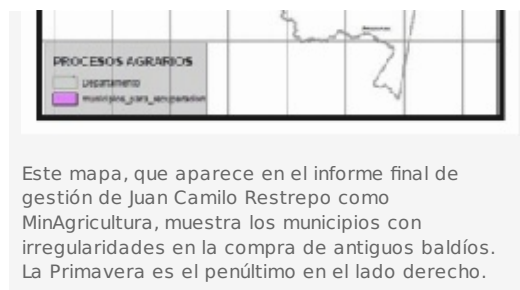 PROCESOS AGRARIOS
Departamento
municipios_para_recuperacion
Este mapa, que aparece en el informe final de
gestión de Juan Camilo Restrepo como
MinAgricultura, muestra los municipios con
irregularidades en la compra de antiguos baldíos.
La Primavera es el penúltimo en el lado derecho.